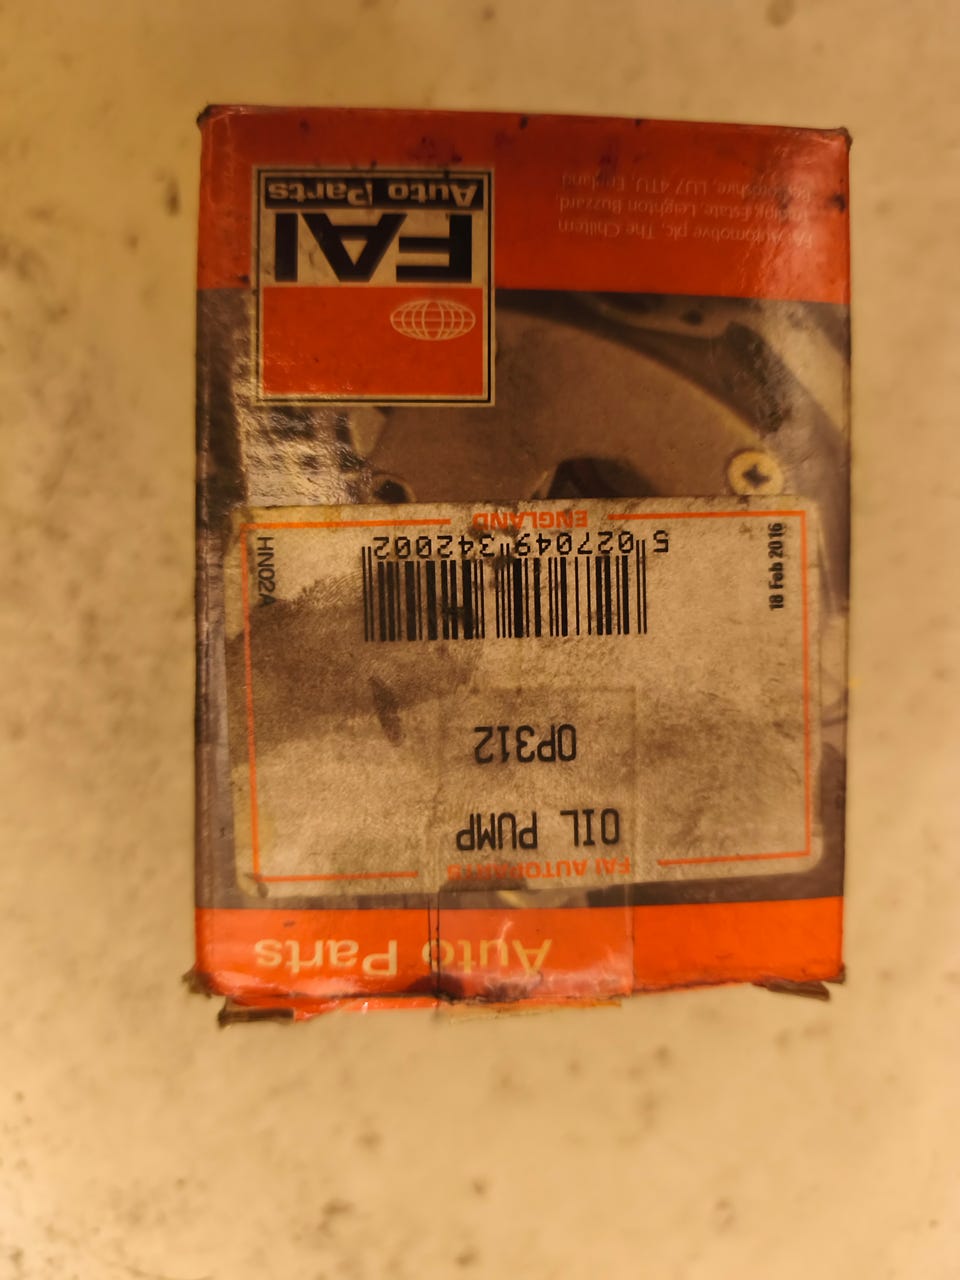 Auto Parts
FAI AUTOPARTS
OIL PUMP
OP312
5 027049 342002
ENGLAND
18 Feb 2016
HN02A
FAI
Auto Parts
FAI Automotive plc, The Chiltern
Trading Estate, Leighton Buzzard,
Bedfordshire, LU7 4TU, England